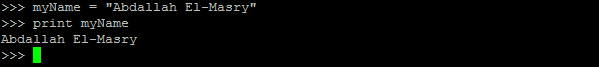 >>> myName = "Abdallah El-Masry"
>>> print myName
Abdallah El-Masry
>>>